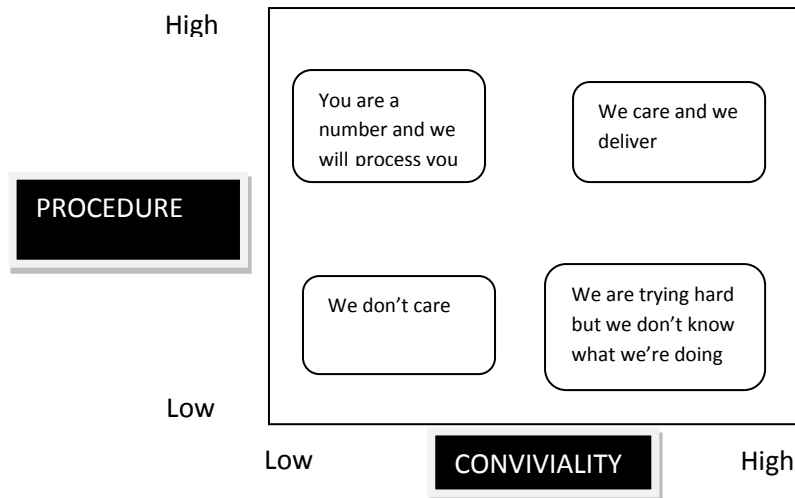 High
You are a
number and we
will process you
We care and we
deliver
PROCEDURE
We don’t care
We are trying hard
but we don’t know
what we’re doing
Low
Low
CONVIVIALITY
High